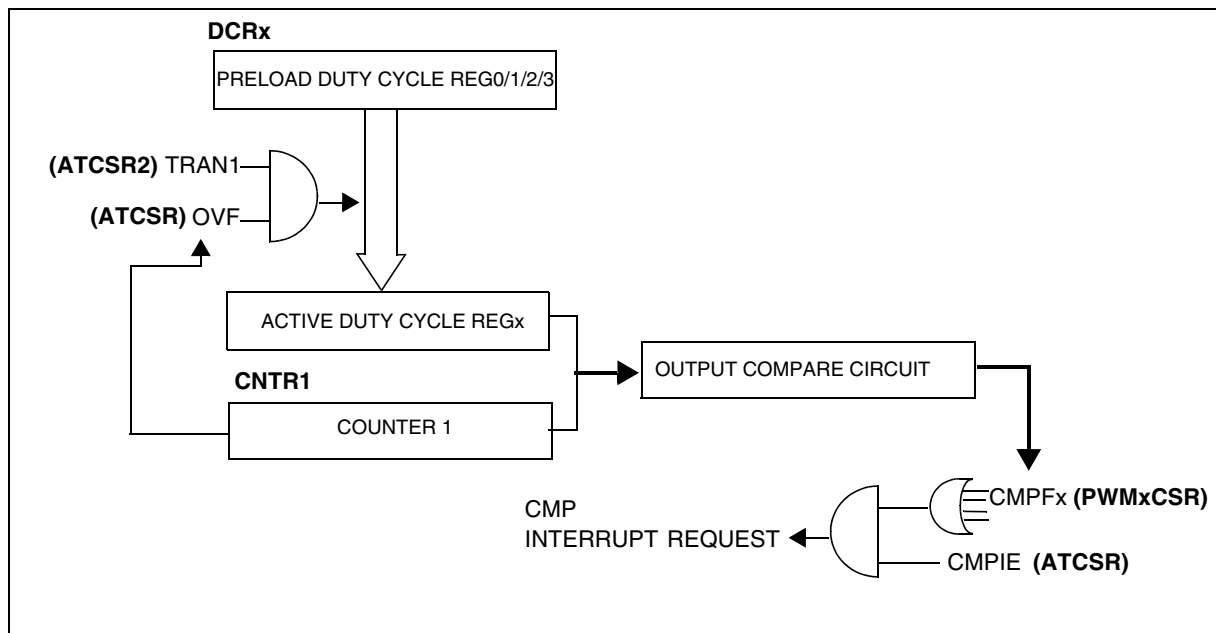 DCRx
PRELOAD DUTY CYCLE REG0/1/2/3
(ATCSR2) TRAN1
(ATCSR) OVF
ACTIVE DUTY CYCLE REGx
CNTR1
OUTPUT COMPARE CIRCUIT
COUNTER 1
CMPFx (PWMxCSR)
CMP
INTERRUPT REQUEST
CMPIE (ATCSR)